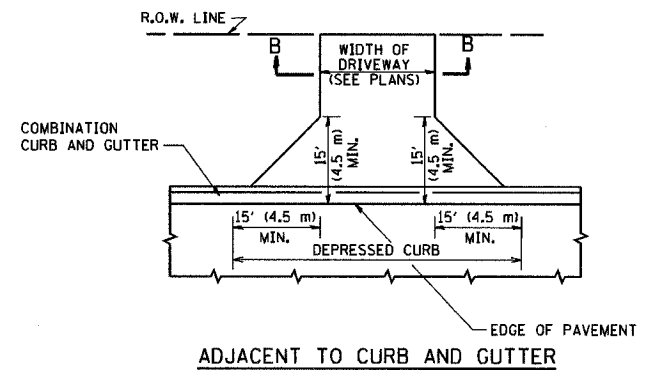 R.O.W. LINE
B
B
WIDTH OF
DRIVEWAY
(SEE PLANS)
COMBINATION
CURB AND GUTTER
15'
(4.5 m)
MIN.
15'
(4.5 m)
MIN.
15' (4.5 m)
MIN.
15' (4.5 m)
MIN.
DEPRESSED CURB
EDGE OF PAVEMENT
ADJACENT TO CURB AND GUTTER